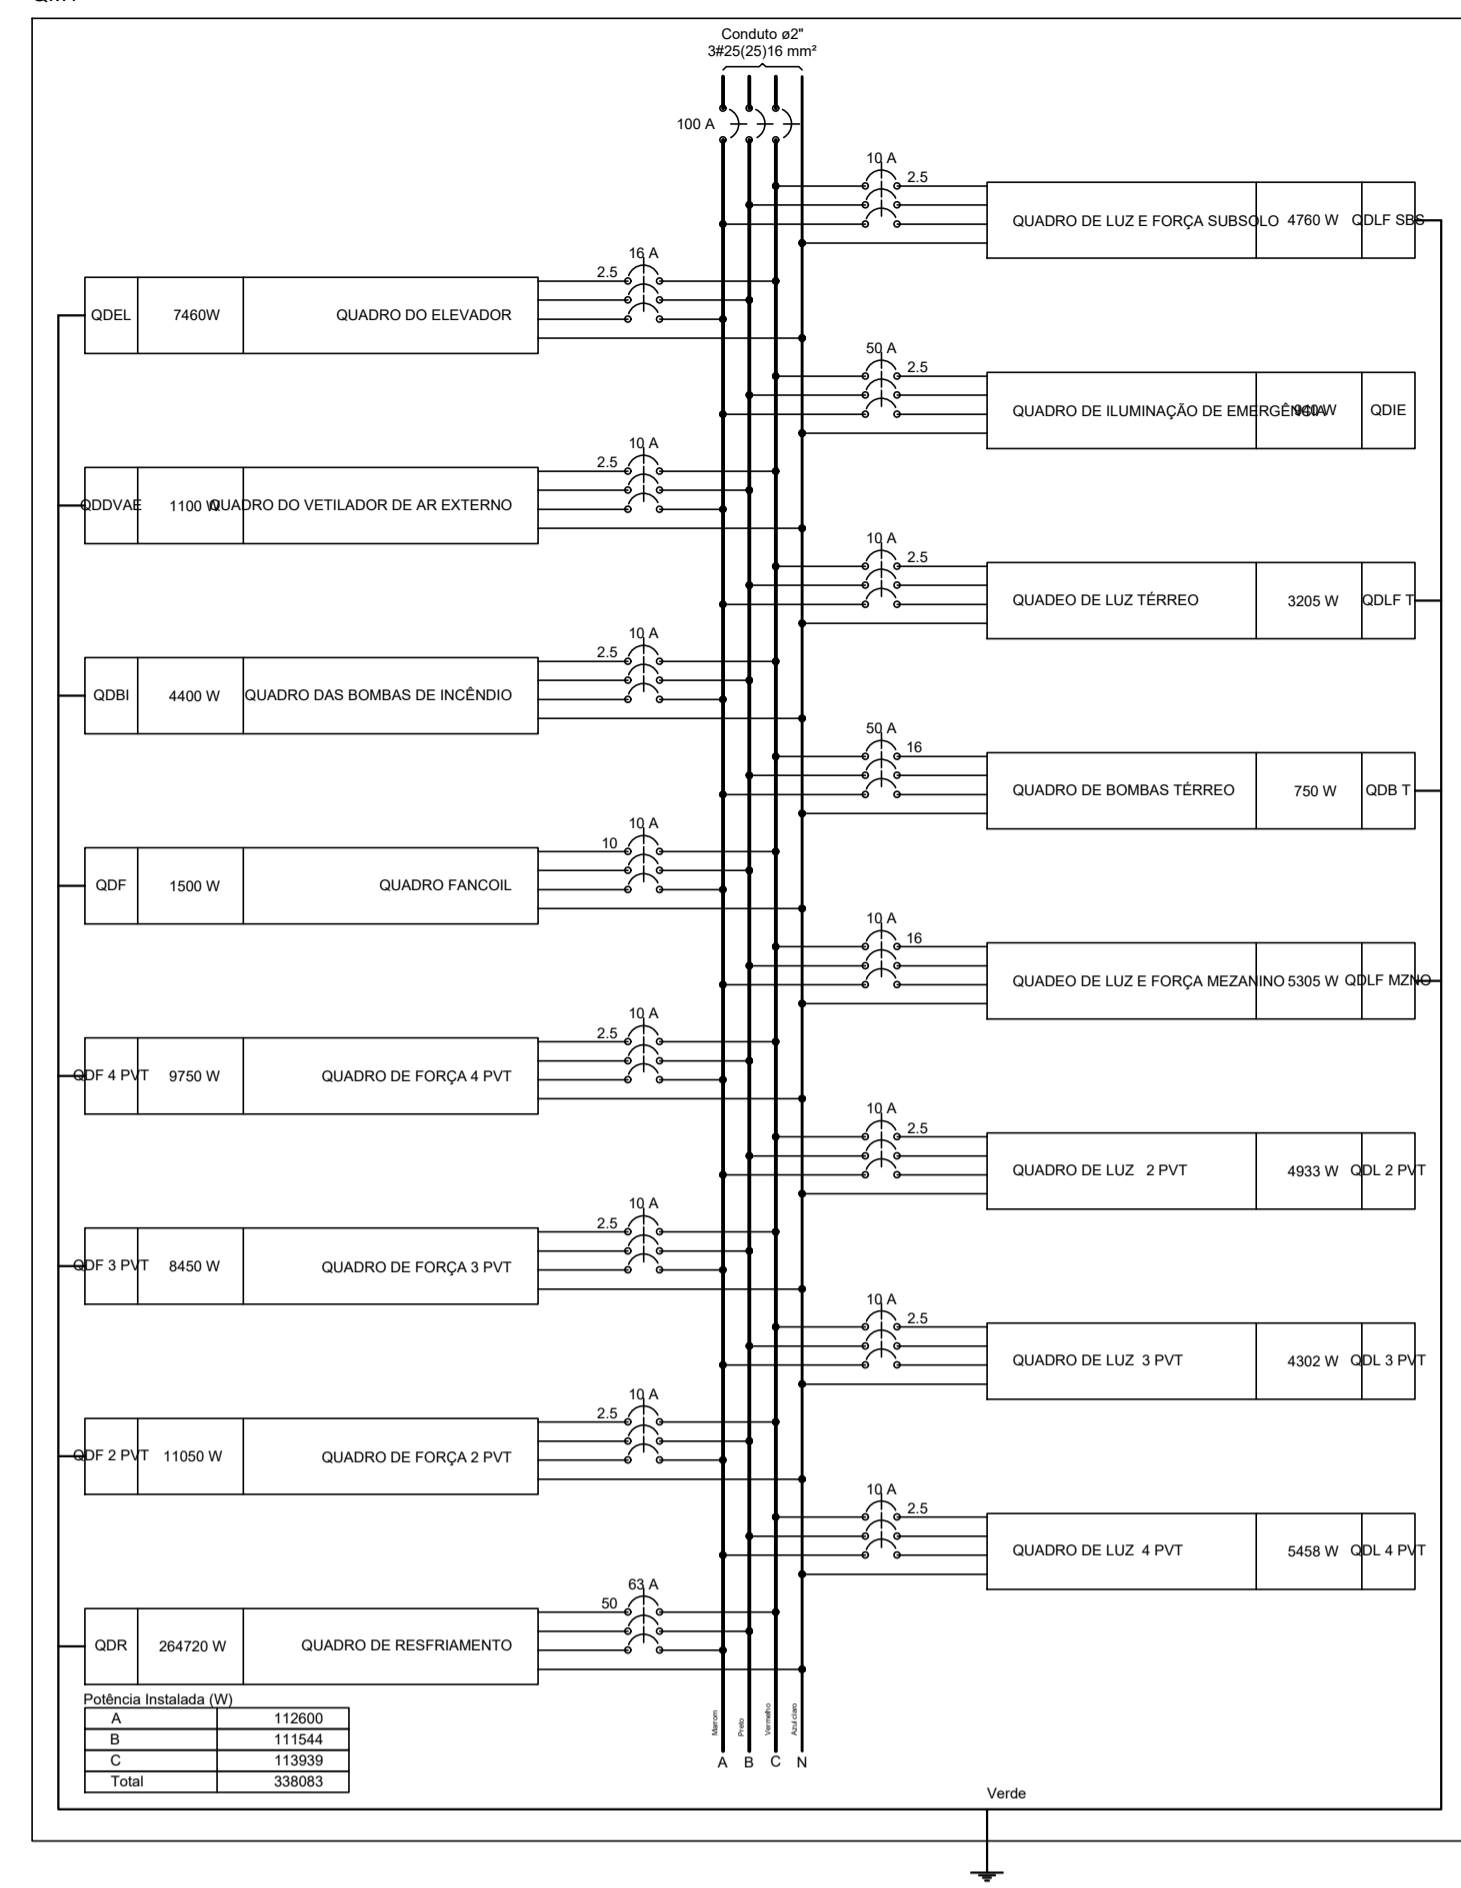 Conduto ø2"
3#25(25)16 mm²
100 A
10 A
2.5
QUADRO DE LUZ E FORÇA SUBSOLO 4760 W QDLF SBS
16 A
2.5
QDEL 7460W QUADRO DO ELEVADOR
50 A
2.5
QUADRO DE ILUMINAÇÃO DE EMERGÊNCIA 940 W QDIE
10 A
2.5
QDDVAE 1100 W QUADRO DO VETILADOR DE AR EXTERNO
10 A
2.5
QUADEO DE LUZ TÉRREO 3205 W QDLF T
10 A
2.5
QDBI 4400 W QUADRO DAS BOMBAS DE INCÊNDIO
50 A
16
QUADRO DE BOMBAS TÉRREO 750 W QDB T
10 A
10
QDF 1500 W QUADRO FANCOIL
10 A
16
QUADEO DE LUZ E FORÇA MEZANINO 5305 W QDLF MZNO
10 A
2.5
QDF 4 PVT 9750 W QUADRO DE FORÇA 4 PVT
10 A
2.5
QUADRO DE LUZ 2 PVT 4933 W QDL 2 PVT
10 A
2.5
QDF 3 PVT 8450 W QUADRO DE FORÇA 3 PVT
10 A
2.5
QUADRO DE LUZ 3 PVT 4302 W QDL 3 PVT
10 A
2.5
QDF 2 PVT 11050 W QUADRO DE FORÇA 2 PVT
10 A
2.5
QUADRO DE LUZ 4 PVT 5458 W QDL 4 PVT
63 A
50
QDR 264720 W QUADRO DE RESFRIAMENTO
Potência Instalada (W)
A 112600
B 111544
C 113939
Total 338083
Marrom
Preto
Vermelho
Azul claro
A B C N
Verde